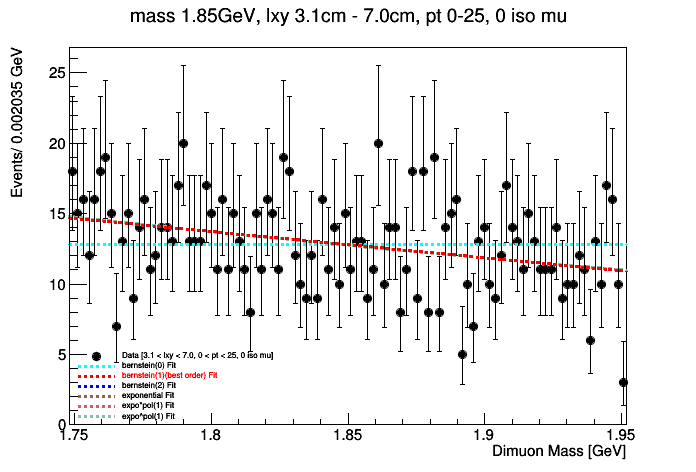 mass 1.85GeV, lxy 3.1cm - 7.0cm, pt 0-25, 0 iso mu
Events/ 0.002035 GeV
25
20
15
10
5
0
Data [3.1 < lxy < 7.0, 0 < pt < 25, 0 iso mu]
bernstein(0) Fit
bernstein(1)(best order) Fit
bernstein(2) Fit
exponential Fit
expo*pol(1) Fit
expo^pol(1) Fit
1.75 1.8 1.85 1.9 1.95
Dimuon Mass [GeV]